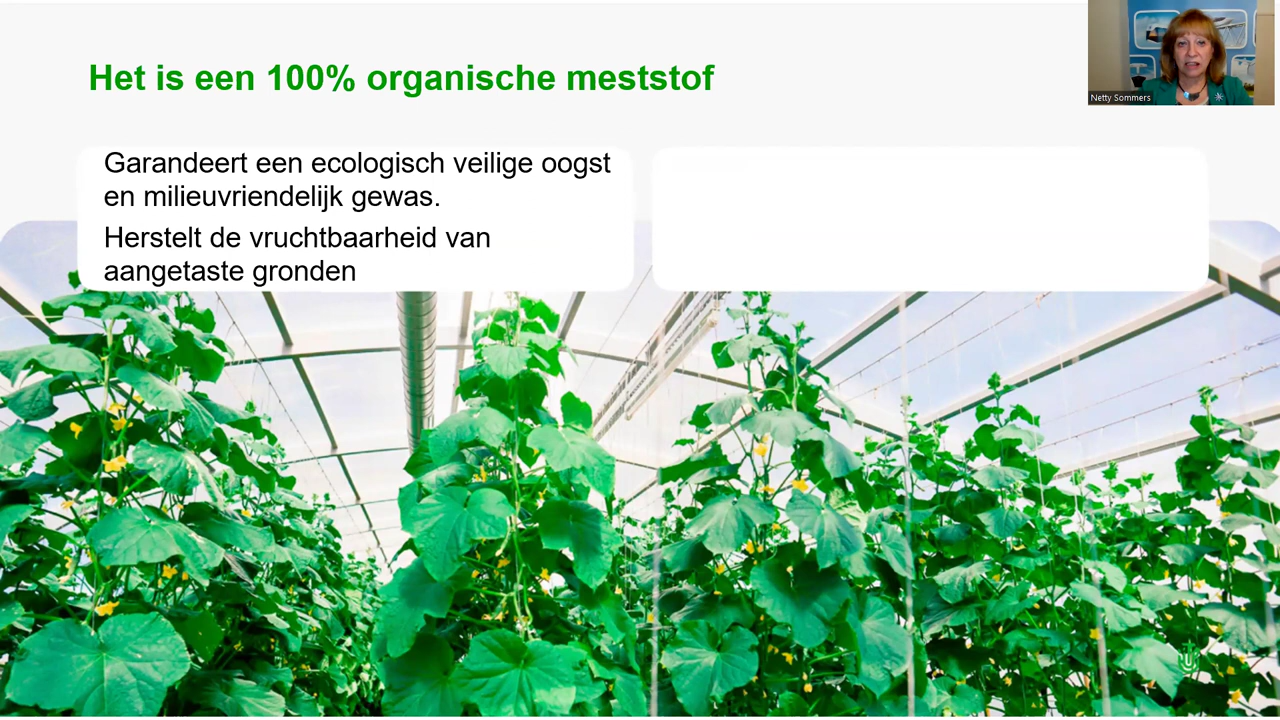 Het is een 100% organische meststof
Netty Sommers
Garandeert een ecologisch veilige oogst
en milieuvriendelijk gewas.
Herstelt de vruchtbaarheid van
aangetaste gronden